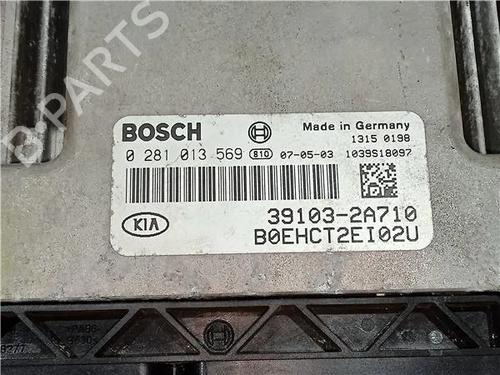 B-PARTS
BOSCH
Made in Germany
1315 0198
0 281 013 569 810 07-05-03 1039S18097
KIA
39103-2A710
B0EHCT2EI02U